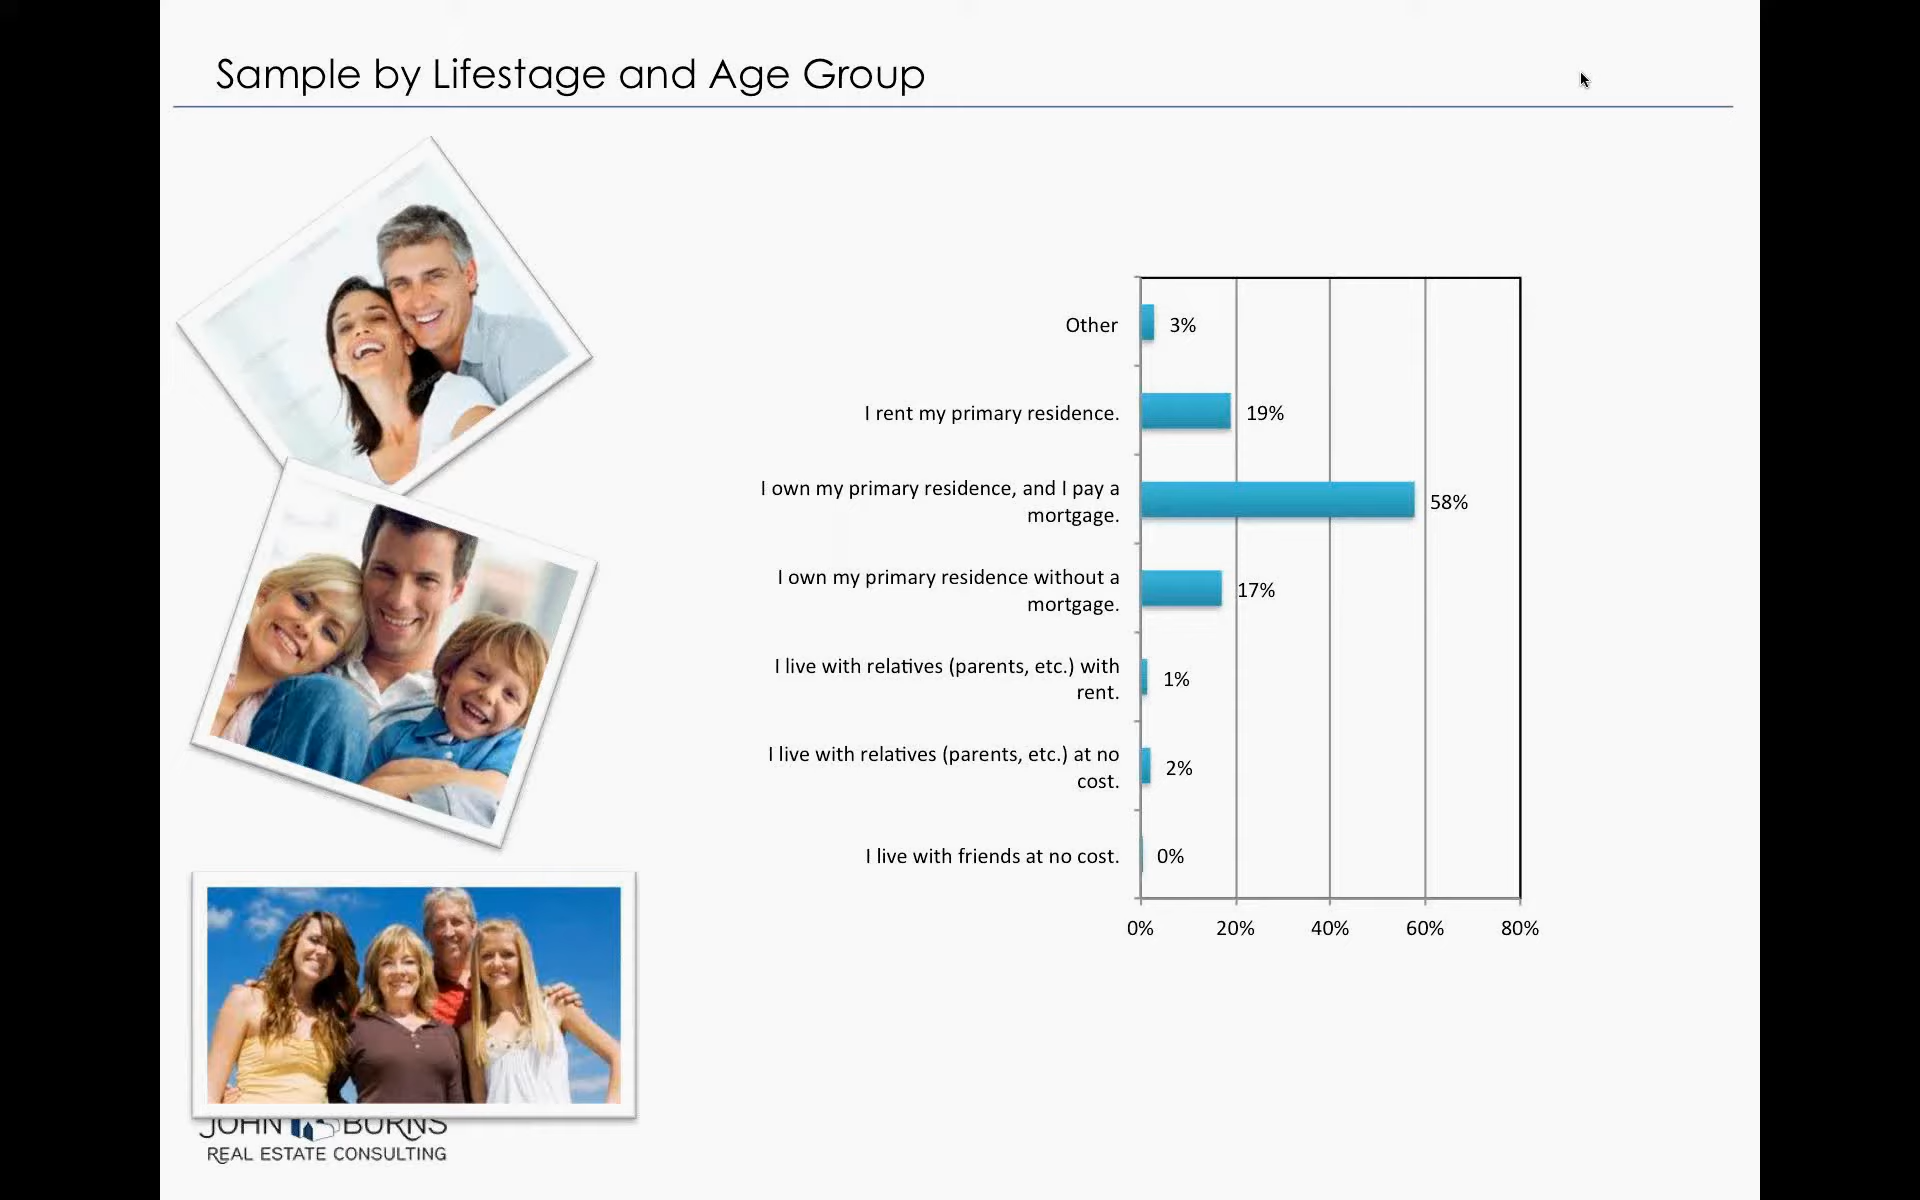 Sample by Lifestage and Age Group
Other
3%
I rent my primary residence.
19%
I own my primary residence, and I pay a
mortgage.
58%
I own my primary residence without a
mortgage.
17%
I live with relatives (parents, etc.) with
rent.
1%
I live with relatives (parents, etc.) at no
cost.
2%
I live with friends at no cost.
0%
0% 20% 40% 60% 80%
JOHN BURNS
REAL ESTATE CONSULTING